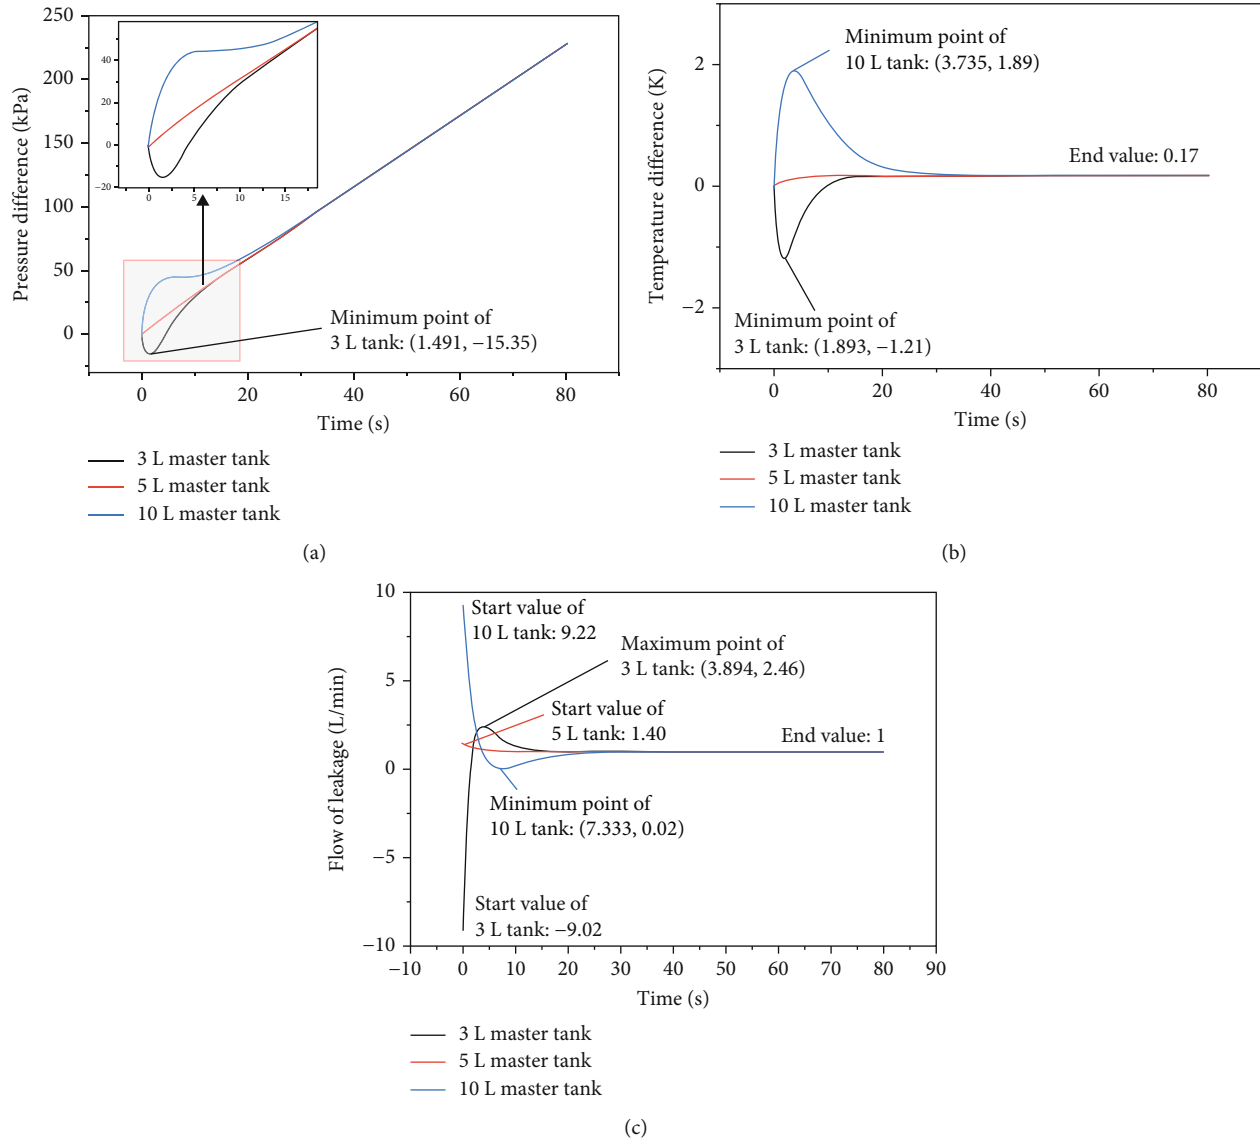 250
200
150
100
50
0
225
Pressure difference (kPa)
40
20
0
−20
0
5
10
15
Minimum point of
3 L tank: (1.491, −15.35)
0
20
40
60
80
Time (s)
3 L master tank
5 L master tank
10 L master tank
(a)
2
0
−2
Temperature difference (K)
Minimum point of
10 L tank: (3.735, 1.89)
End value: 0.17
Minimum point of
3 L tank: (1.893, −1.21)
0
20
40
60
80
Time (s)
3 L master tank
5 L master tank
10 L master tank
(b)
10
5
0
−5
−10
Flow of leakage (L/min)
Start value of
10 L tank: 9.22
Maximum point of
3 L tank: (3.894, 2.46)
Start value of
5 L tank: 1.40
End value: 1
Minimum point of
10 L tank: (7.333, 0.02)
Start value of
3 L tank: −9.02
−10
0
10
20
30
40
50
60
70
80
90
Time (s)
3 L master tank
5 L master tank
10 L master tank
(c)